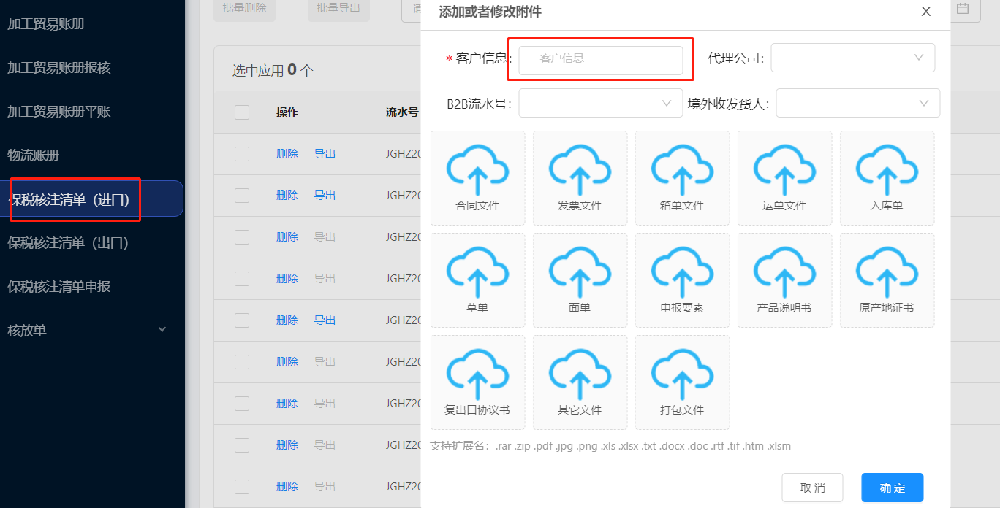 加工贸易账册
加工贸易账册报核
加工贸易账册平账
物流账册
保税核注清单（进口）
保税核注清单（出口）
保税核注清单申报
核放单
批量删除
批量导出
请
选中应用 0 个
操作
流水号
删除 导出 JGHZ20
删除 导出 JGHZ20
删除 导出 JGHZ20
删除 导出 JGHZ20
删除 导出 JGHZ20
删除 导出 JGHZ20
删除 导出 JGHZ20
删除 导出 JGHZ20
删除 导出 JGHZ20
添加或者修改附件
* 客户信息: 客户信息
代理公司:
B2B流水号:
境外收发货人:
合同文件
发票文件
箱单文件
运单文件
入库单
草单
面单
申报要素
产品说明书
原产地证书
复出口协议书
其它文件
打包文件
支持扩展名： .rar .zip .pdf .jpg .png .xls .xlsx .txt .docx .doc .rtf .tif .htm .xlsm
取 消
确 定